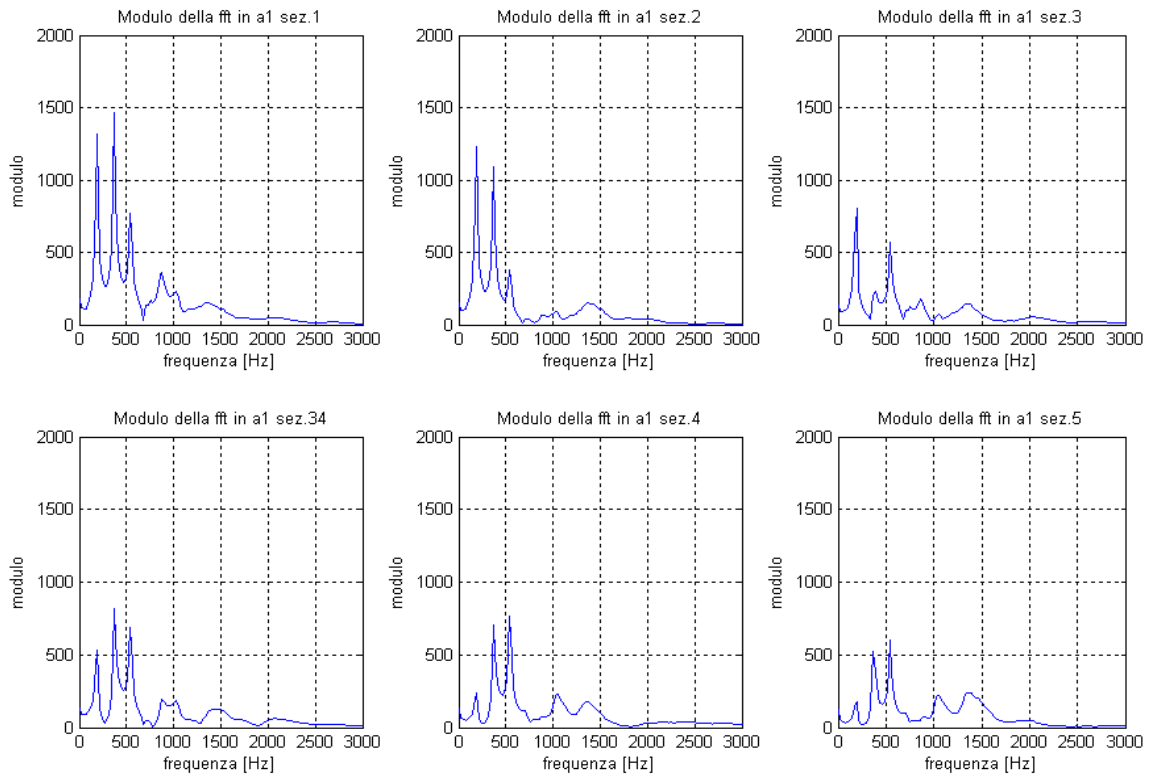 Modulo della fft in a1 sez.1
2000
1500
1000
500
0
modulo
0 500 1000 1500 2000 2500 3000
frequenza [Hz]
Modulo della fft in a1 sez.2
2000
1500
1000
500
0
modulo
0 500 1000 1500 2000 2500 3000
frequenza [Hz]
Modulo della fft in a1 sez.3
2000
1500
1000
500
0
modulo
0 500 1000 1500 2000 2500 3000
frequenza [Hz]
Modulo della fft in a1 sez.34
2000
1500
1000
500
0
modulo
0 500 1000 1500 2000 2500 3000
frequenza [Hz]
Modulo della fft in a1 sez.4
2000
1500
1000
500
0
modulo
0 500 1000 1500 2000 2500 3000
frequenza [Hz]
Modulo della fft in a1 sez.5
2000
1500
1000
500
0
modulo
0 500 1000 1500 2000 2500 3000
frequenza [Hz]